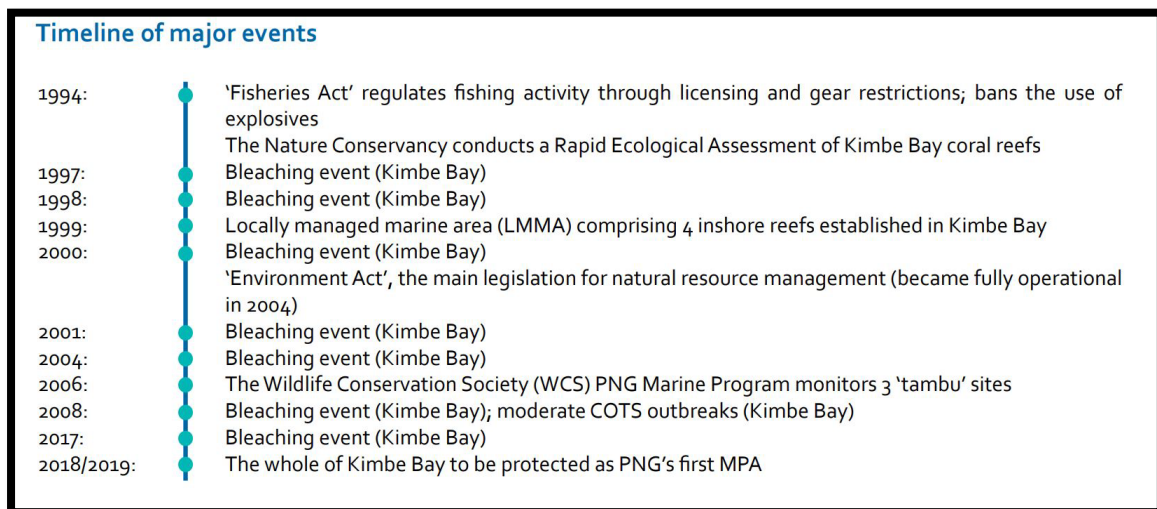 Timeline of major events
1994: ‘Fisheries Act’ regulates fishing activity through licensing and gear restrictions; bans the use of
explosives
The Nature Conservancy conducts a Rapid Ecological Assessment of Kimbe Bay coral reefs
1997: Bleaching event (Kimbe Bay)
1998: Bleaching event (Kimbe Bay)
1999: Locally managed marine area (LMMA) comprising 4 inshore reefs established in Kimbe Bay
2000: Bleaching event (Kimbe Bay)
‘Environment Act’, the main legislation for natural resource management (became fully operational
in 2004)
2001: Bleaching event (Kimbe Bay)
2004: Bleaching event (Kimbe Bay)
2006: The Wildlife Conservation Society (WCS) PNG Marine Program monitors 3 ‘tambu’ sites
2008: Bleaching event (Kimbe Bay); moderate COTS outbreaks (Kimbe Bay)
2017: Bleaching event (Kimbe Bay)
2018/2019: The whole of Kimbe Bay to be protected as PNG’s first MPA